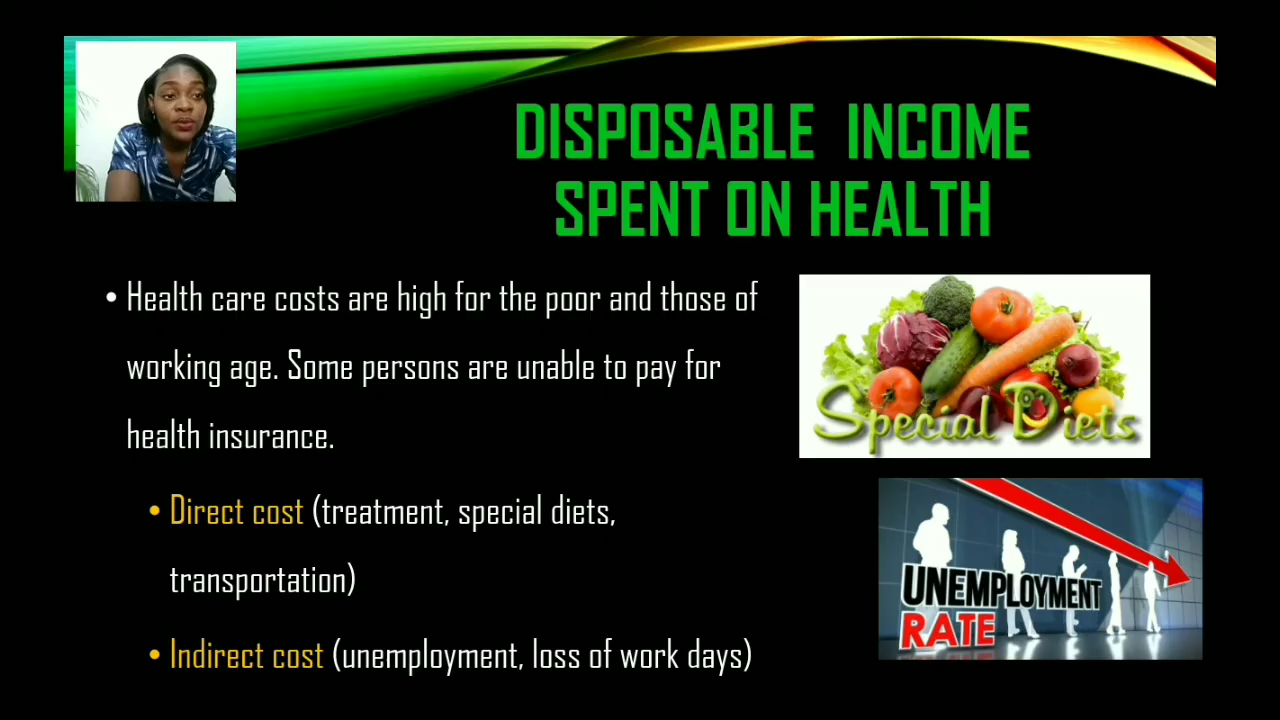 DISPOSABLE INCOME
SPENT ON HEALTH
• Health care costs are high for the poor and those of
working age. Some persons are unable to pay for
health insurance.
• Direct cost (treatment, special diets,
transportation)
• Indirect cost (unemployment, loss of work days)
Special Diets
UNEMPLOYMENT
RATE